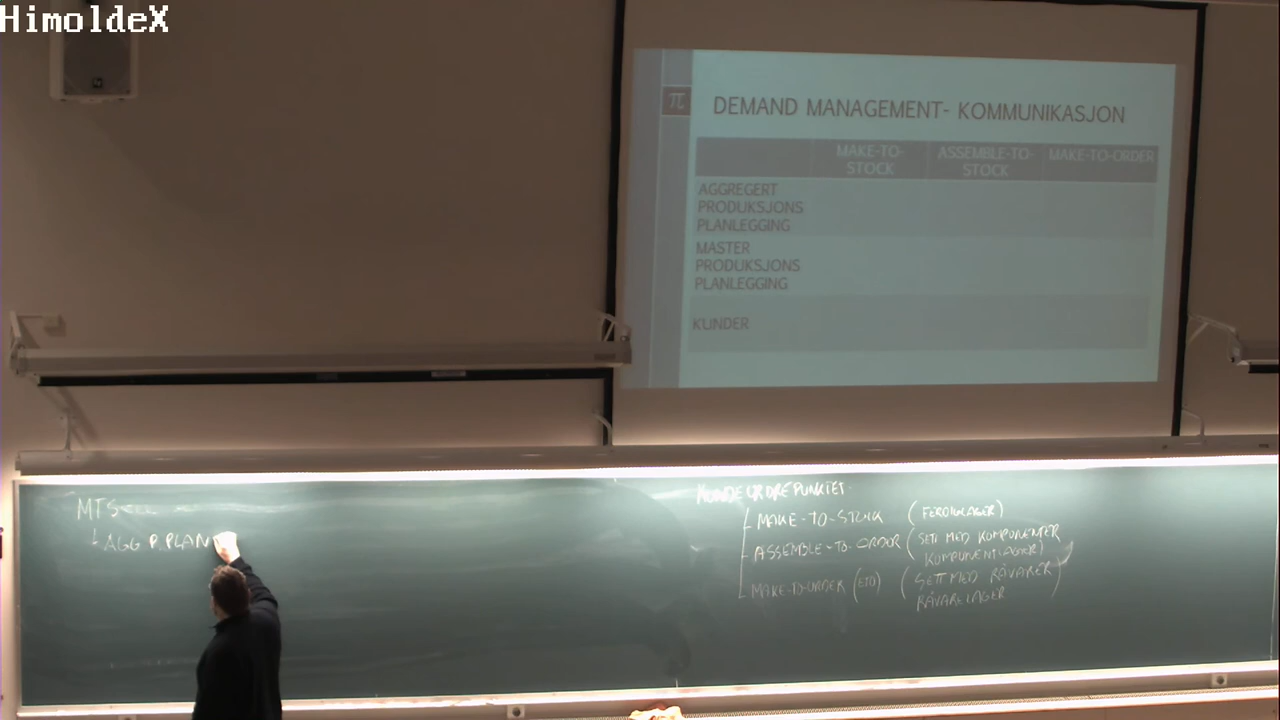 HimoldeX
π
DEMAND MANAGEMENT- KOMMUNIKASJON
MAKE-TO-
STOCK
ASSEMBLE-TO-
STOCK
MAKE-TO-ORDER
AGGREGERT
PRODUKSJONS
PLANLEGGING
MASTER
PRODUKSJONS
PLANLEGGING
KUNDER
MTS
AGG P. PLAN
KUNDEORDREPUNKTET
MAKE-TO-STOCK (FERDIGLAGER)
ASSEMBLE-TO-ORDER (SETT MED KOMPONENTER
KOMPONENTLAGER)
MAKE-TO-ORDER (ETO) (SETT MED RÅVARER)
RÅVARELAGER